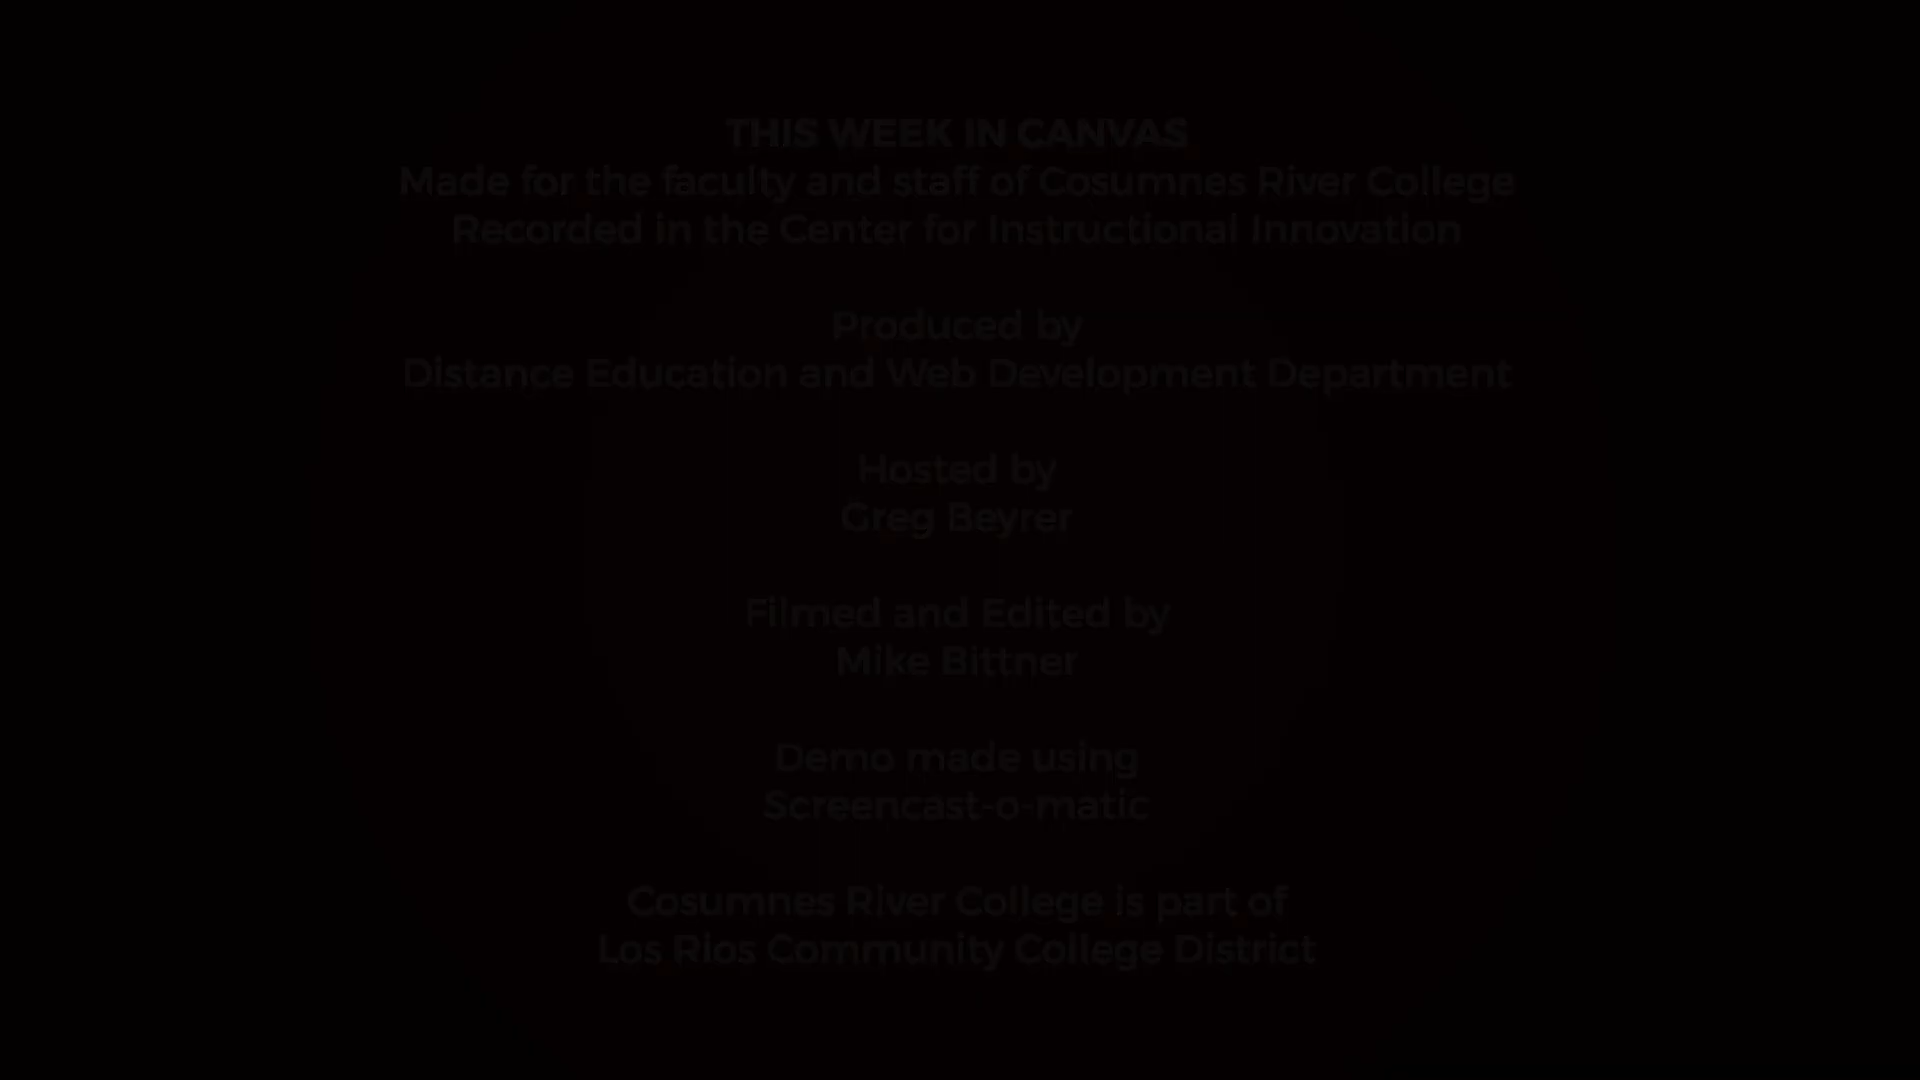 THIS WEEK IN CANVAS
Made for the faculty and staff of Cosumnes River College
Recorded in the Center for Instructional Innovation
Produced by
Distance Education and Web Development Department
Hosted by
Greg Beyrer
Filmed and Edited by
Mike Bittner
Demo made using
Screencast-o-matic
Cosumnes River College is part of
Los Rios Community College District